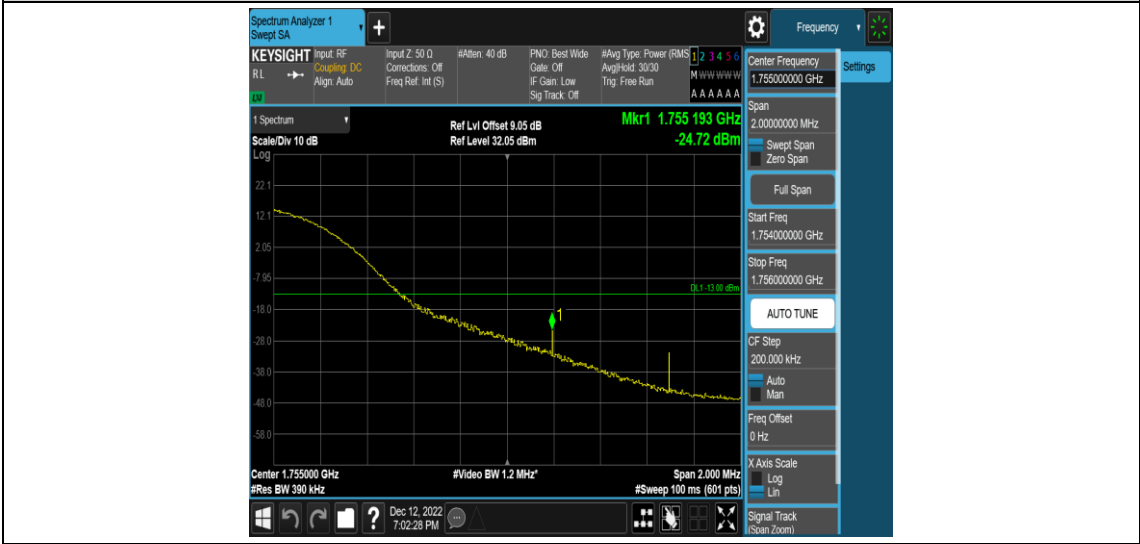 Spectrum Analyzer 1
Swept SA
+
Frequency
KEYSIGHT
RL
LNI
Input: RF
Coupling: DC
Align: Auto
Input Z: 50 Ω
Corrections: Off
Freq Ref: Int (S)
#Atten: 40 dB
PNO: Best Wide
Gate: Off
IF Gain: Low
Sig Track: Off
#Avg Type: Power (RMS
Avg|Hold: 30/30
Trig: Free Run
1 2 3 4 5 6
M W W W W W
A A A A A A
1 Spectrum
Scale/Div 10 dB
Log
Ref Lvl Offset 9.05 dB
Ref Level 32.05 dBm
Mkr1 1.755 193 GHz
-24.72 dBm
22.1
12.1
2.05
-7.95
DL1 -13.00 dBm
-18.0
1
-28.0
-38.0
-48.0
-58.0
Center 1.755000 GHz
#Video BW 1.2 MHz*
Span 2.000 MHz
#Res BW 390 kHz
#Sweep 100 ms (601 pts)
?
Dec 12, 2022
7:02:28 PM
Center Frequency
1.755000000 GHz
Settings
Span
2.00000000 MHz
Swept Span
Zero Span
Full Span
Start Freq
1.754000000 GHz
Stop Freq
1.756000000 GHz
AUTO TUNE
CF Step
200.000 kHz
Auto
Man
Freq Offset
0 Hz
X Axis Scale
Log
Lin
Signal Track
(Span Zoom)